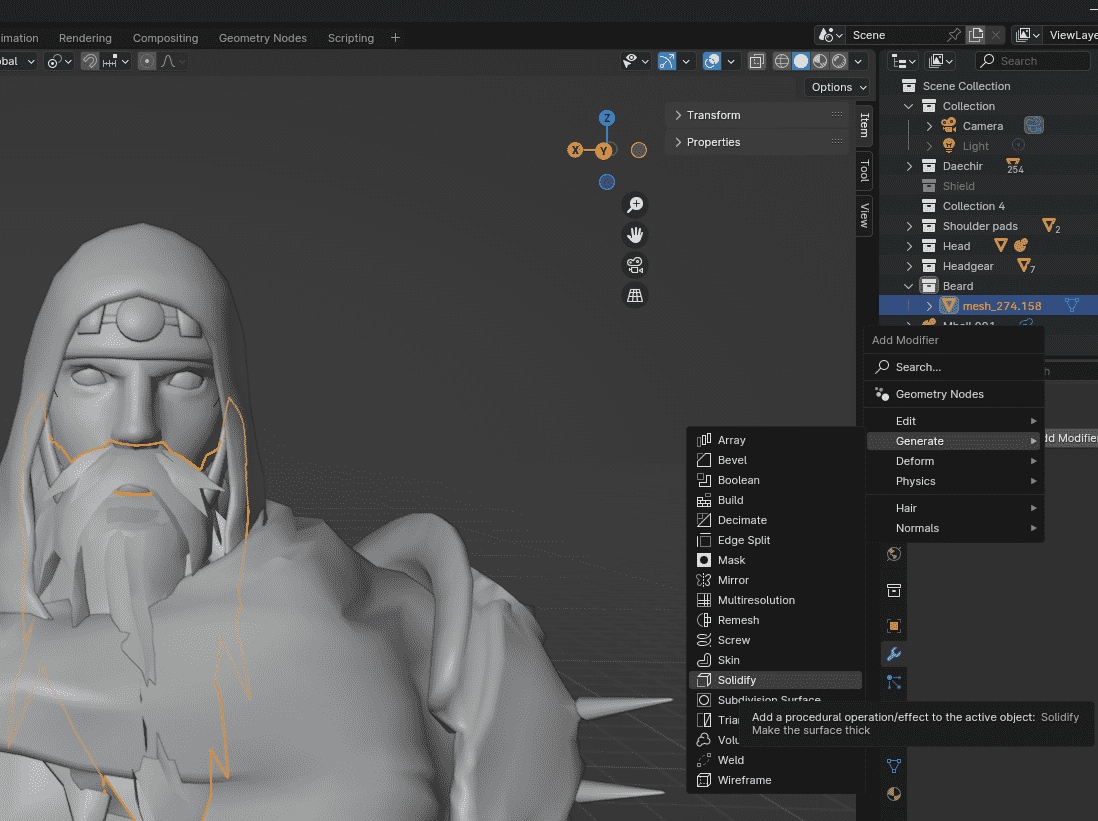 imation Rendering Compositing Geometry Nodes Scripting +
Scene
ViewLaye
bal
Search
Options
Scene Collection
Collection
Camera
Light
Daechir 254
Shield
Collection 4
Shoulder pads 2
Head
Headgear 7
Beard
mesh_274.158
Transform
Properties
Item
Tool
View
Z
X
Y
Add Modifier
Search...
Geometry Nodes
Edit
Generate
dd Modifie
Deform
Physics
Hair
Normals
Array
Bevel
Boolean
Build
Decimate
Edge Split
Mask
Mirror
Multiresolution
Remesh
Screw
Skin
Solidify
Subdivision Surface
Trian
Volu
Weld
Wireframe
Add a procedural operation/effect to the active object: Solidify
Make the surface thick